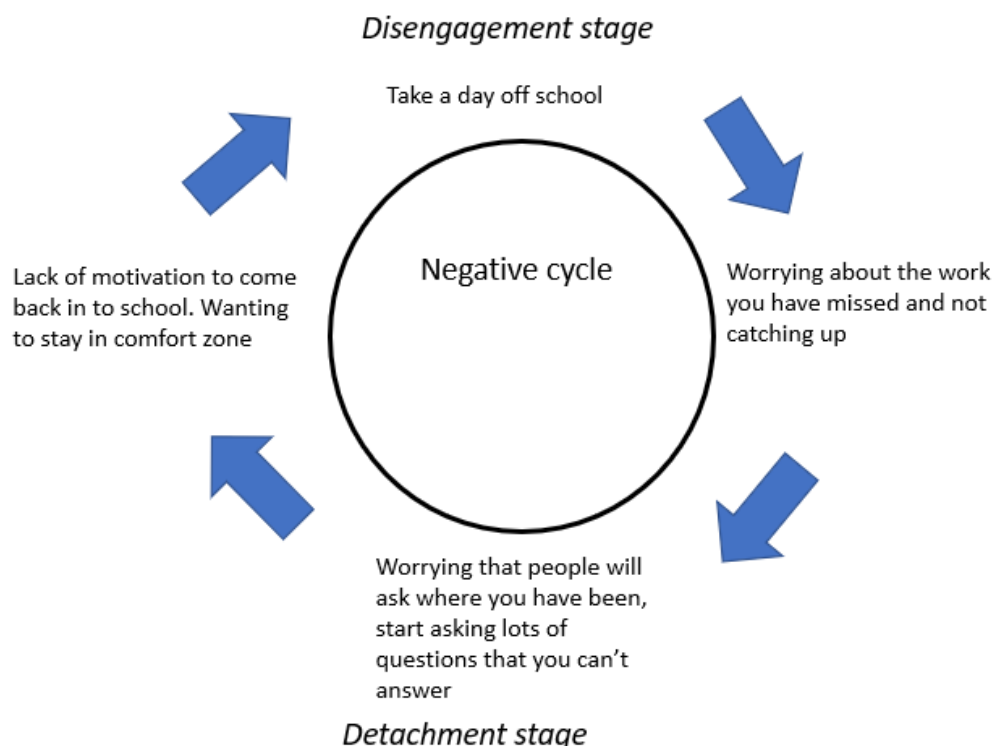 Disengagement stage
Take a day off school
Negative cycle
Worrying about the work
you have missed and not
catching up
Worrying that people will
ask where you have been,
start asking lots of
questions that you can't
answer
Detachment stage
Lack of motivation to come
back in to school. Wanting
to stay in comfort zone